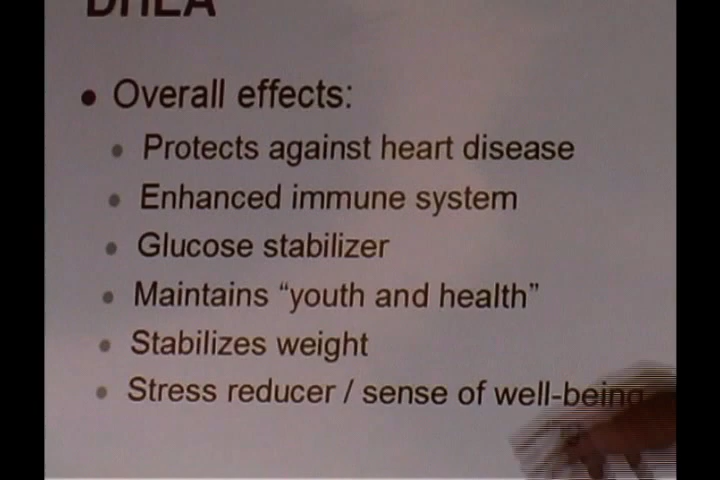 DHEA
• Overall effects:
• Protects against heart disease
• Enhanced immune system
• Glucose stabilizer
• Maintains “youth and health”
• Stabilizes weight
• Stress reducer / sense of well-being